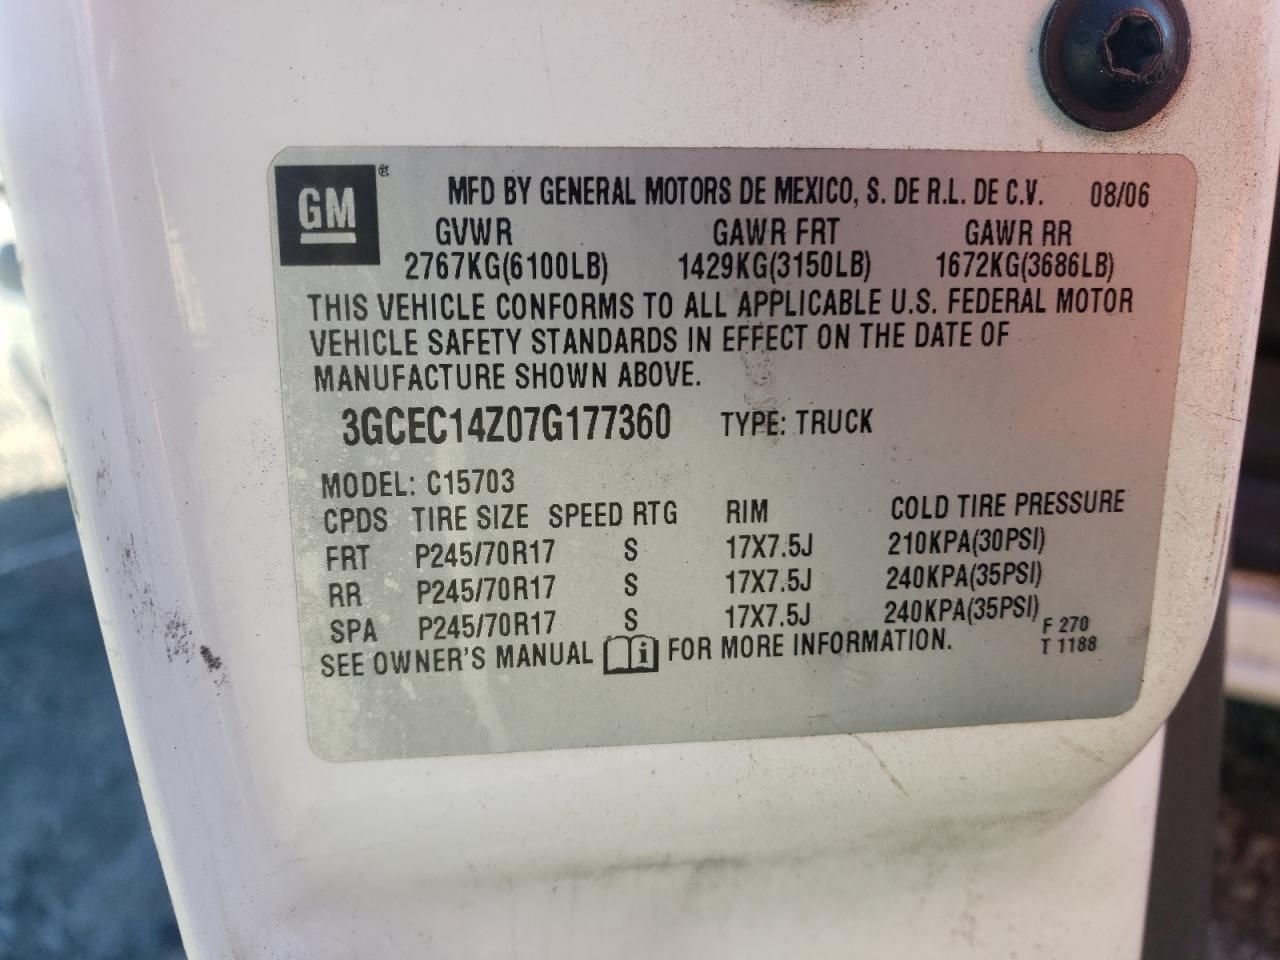 GM ®
MFD BY GENERAL MOTORS DE MEXICO, S. DE R.L. DE C.V. 08/06
GVWR GAWR FRT GAWR RR
2767KG(6100LB) 1429KG(3150LB) 1672KG(3686LB)
THIS VEHICLE CONFORMS TO ALL APPLICABLE U.S. FEDERAL MOTOR
VEHICLE SAFETY STANDARDS IN EFFECT ON THE DATE OF
MANUFACTURE SHOWN ABOVE.
3GCEC14Z07G177360 TYPE: TRUCK
MODEL: C15703
CPDS TIRE SIZE SPEED RTG RIM COLD TIRE PRESSURE
FRT P245/70R17 S 17X7.5J 210KPA(30PSI)
RR P245/70R17 S 17X7.5J 240KPA(35PSI)
SPA P245/70R17 S 17X7.5J 240KPA(35PSI)
SEE OWNER'S MANUAL i FOR MORE INFORMATION.
F 270
T 1188